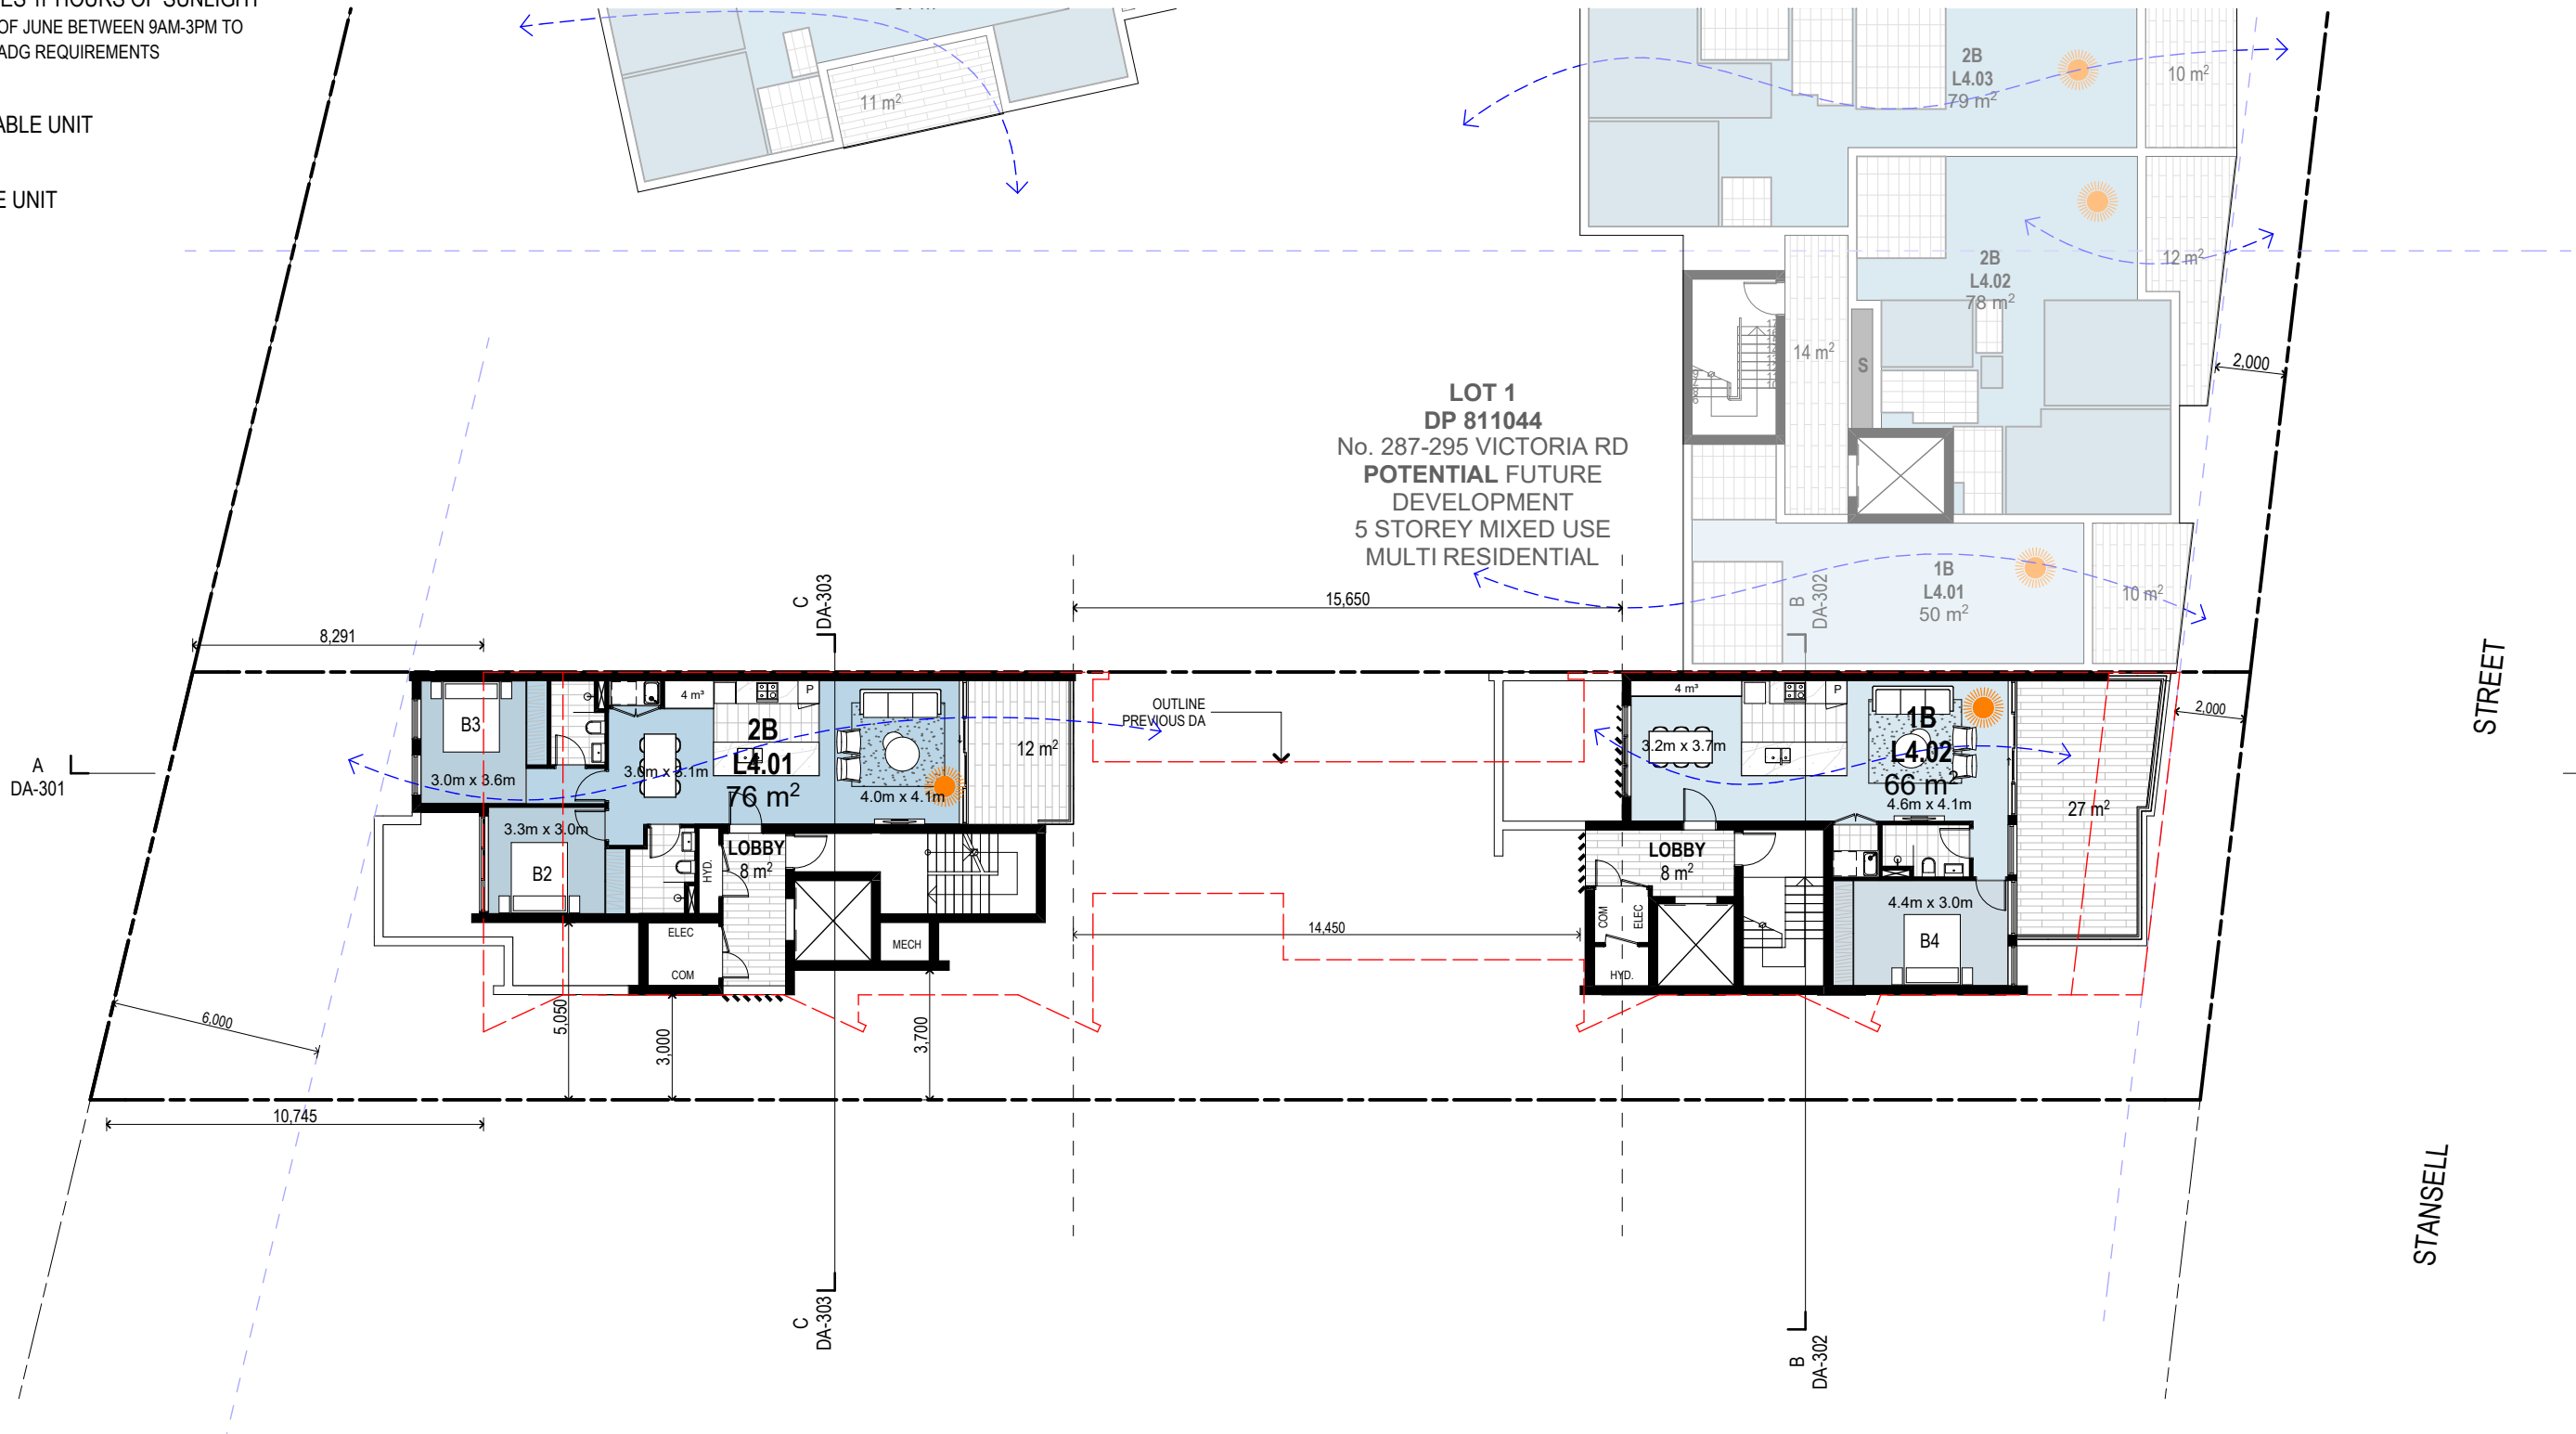 OF JUNE BETWEEN 9AM-3PM TO
ADG REQUIREMENTS
ABLE UNIT
E UNIT
11 m²
2B
L4.03
79 m²
10 m²
2B
L4.02
78 m²
12 m²
14 m²
S
2,000
LOT 1
DP 811044
No. 287-295 VICTORIA RD
POTENTIAL FUTURE
DEVELOPMENT
5 STOREY MIXED USE
MULTI RESIDENTIAL
1B
L4.01
50 m²
10 m²
B
DA-302
C
DA-303
15,650
8,291
A
DA-301
B3
3.0m x 3.6m
4 m³
P
2B
L4.01
76 m²
3.0m x 3.1m
4.0m x 4.1m
12 m²
3.3m x 3.0m
B2
HYD.
LOBBY
8 m²
ELEC
COM
MECH
OUTLINE
PREVIOUS DA
4 m³
P
3.2m x 3.7m
1B
L4.02
66 m²
4.6m x 4.1m
27 m²
2,000
LOBBY
8 m²
COM
ELEC
HYD.
4.4m x 3.0m
B4
14,450
6,000
5,050
3,000
3,700
10,745
C
DA-303
B
DA-302
STREET
STANSELL